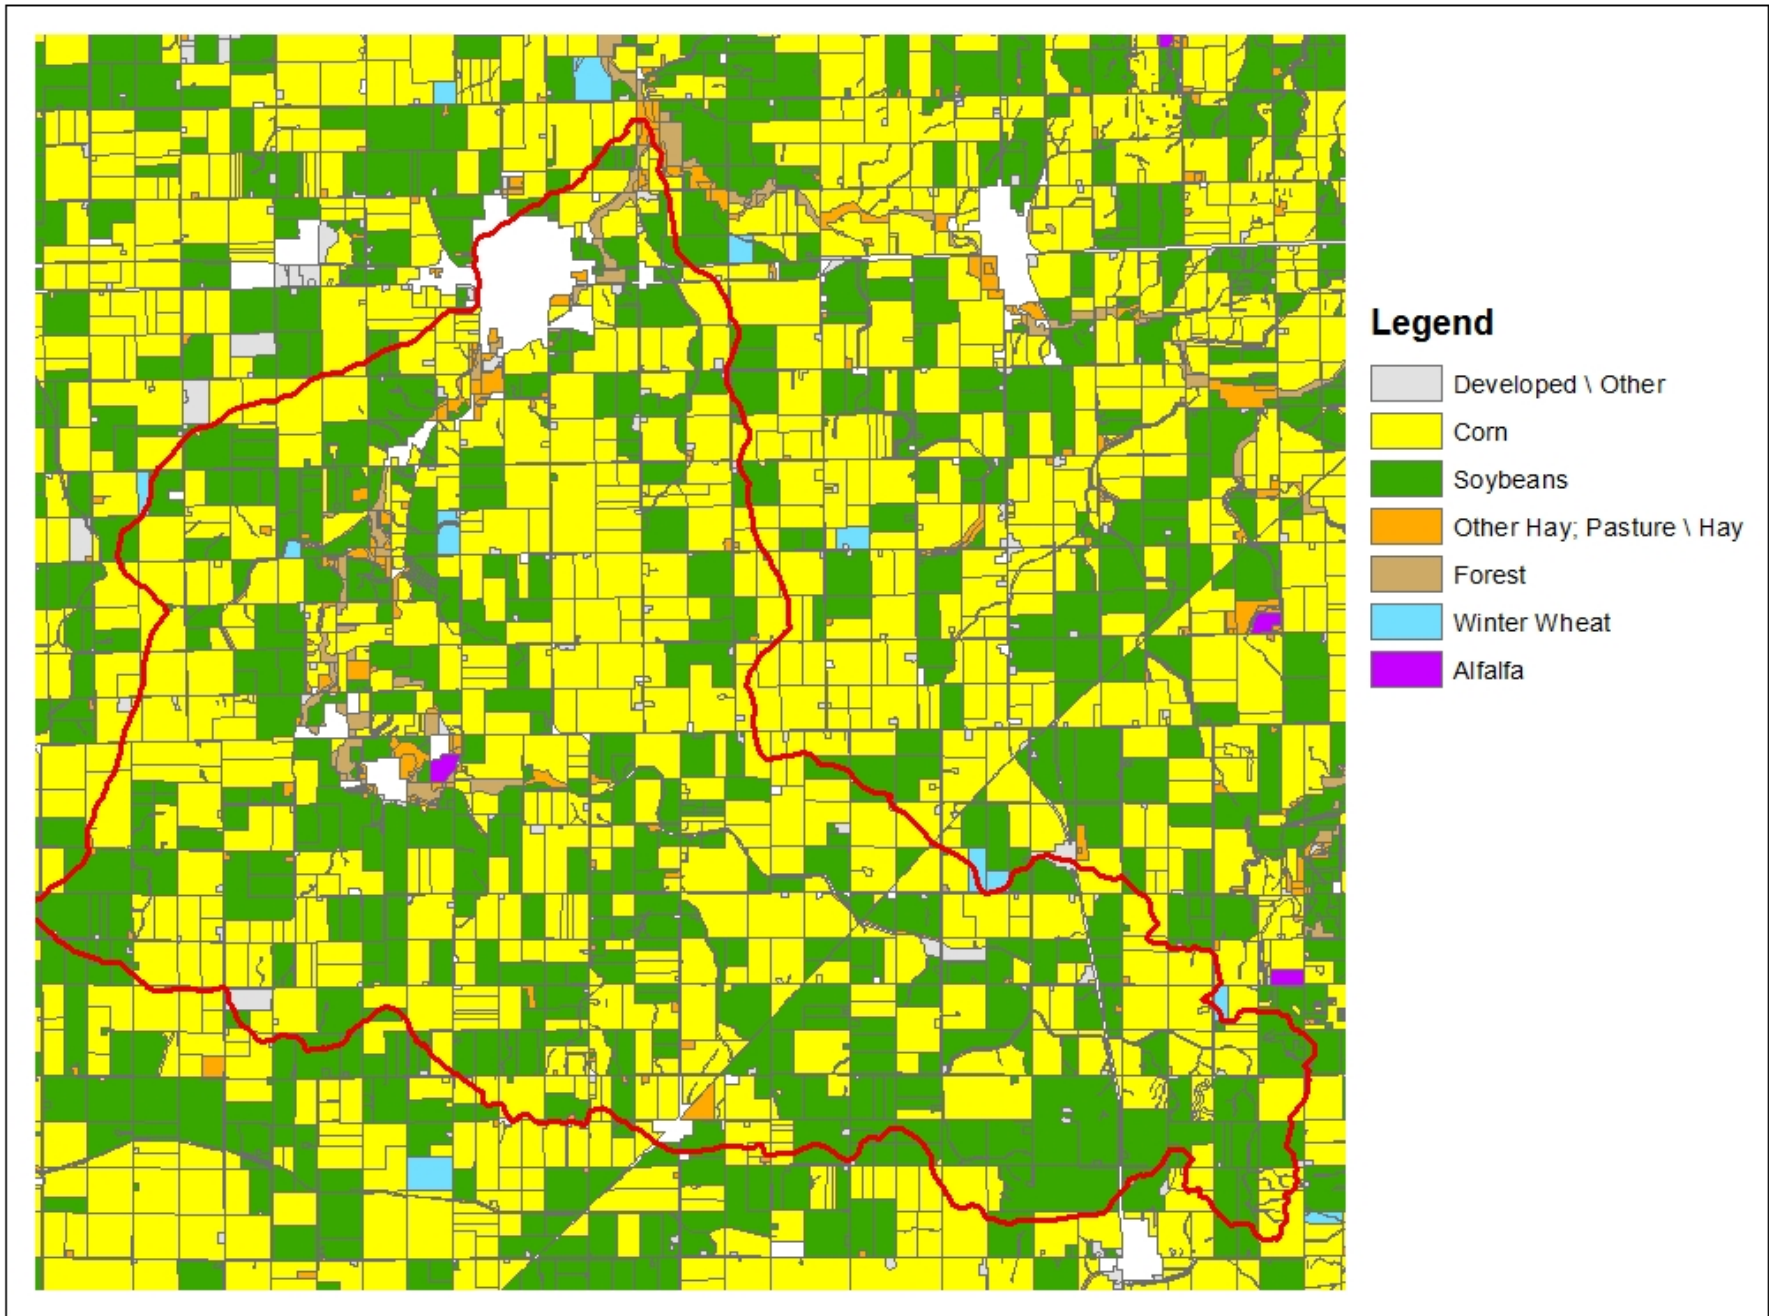 Legend
Developed \ Other
Corn
Soybeans
Other Hay; Pasture \ Hay
Forest
Winter Wheat
Alfalfa